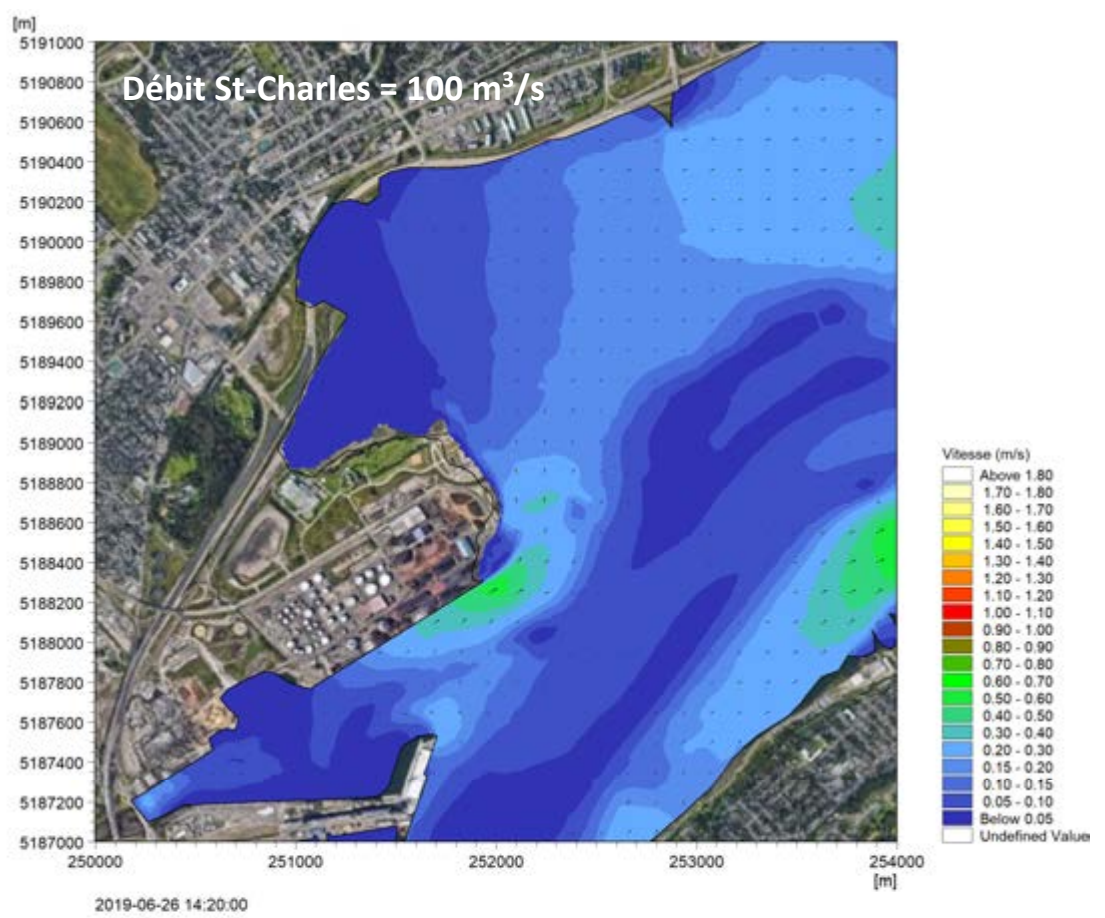 [m]
5191000
Débit St-Charles = 100 m³/s
5190800
5190600
5190400
5190200
5190000
5189800
5189600
5189400
5189200
5189000
5188800
5188600
5188400
5188200
5188000
5187800
5187600
5187400
5187200
5187000
250000 251000 252000 253000 254000
[m]
2019-06-26 14:20:00
Vitesse (m/s)
Above 1.80
1.70 - 1.80
1.60 - 1.70
1.50 - 1.60
1.40 - 1.50
1.30 - 1.40
1.20 - 1.30
1.10 - 1.20
1.00 - 1.10
0.90 - 1.00
0.80 - 0.90
0.70 - 0.80
0.60 - 0.70
0.50 - 0.60
0.40 - 0.50
0.30 - 0.40
0.20 - 0.30
0.15 - 0.20
0.10 - 0.15
0.05 - 0.10
Below 0.05
Undefined Value